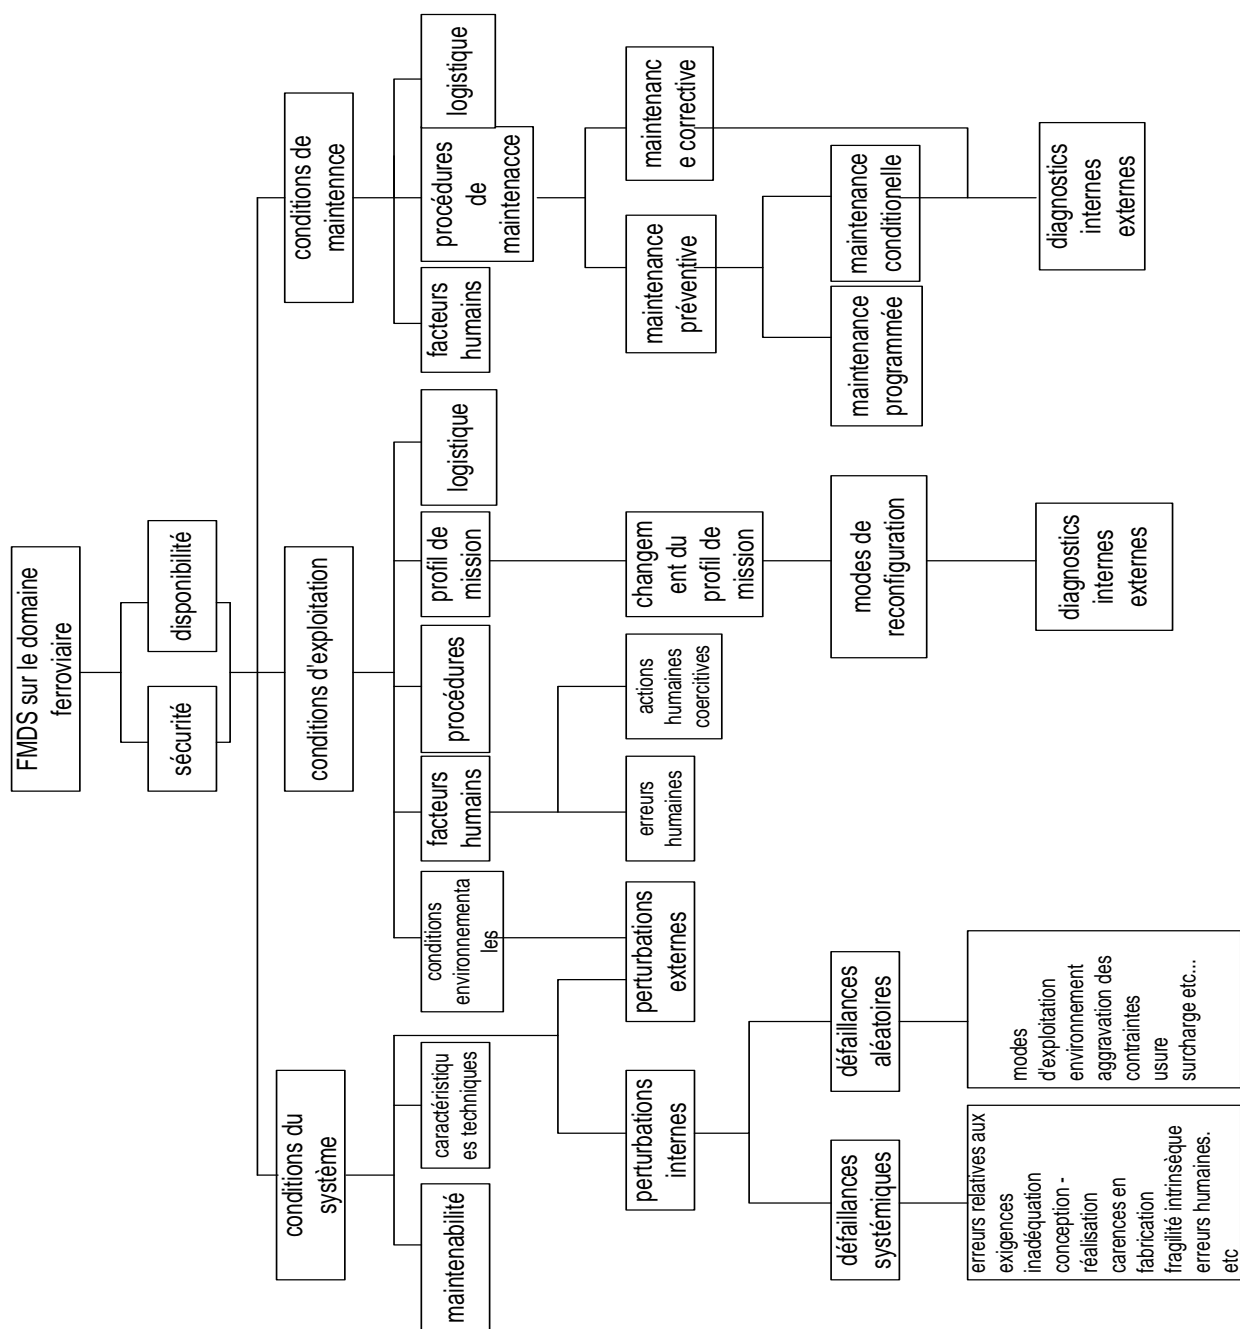 FMDS sur le domaine
ferroviaire
sécurité
disponibilité
conditions du
système
conditions d'exploitation
conditions de
maintennce
maintenabilité
caractéristiqu
es techniques
conditions
environnementa
les
facteurs
humains
procédures
profil de
mission
logistique
facteurs
humains
procédures
de
maintenacce
logistique
perturbations
internes
perturbations
externes
erreurs
humaines
actions
humaines
coercitives
changem
ent du
profil de
mission
maintenance
préventive
maintenanc
e corrective
défaillances
systémiques
défaillances
aléatoires
modes de
reconfiguration
maintenance
programmée
maintenance
conditionelle
erreurs relatives aux
exigences
inadéquation
conception -
réalisation
carences en
fabrication
fragilité intrinsèque
erreurs humaines.
etc
modes
d'exploitation
environnement
aggravation des
contraintes
usure
surcharge etc...
diagnostics
internes
externes
diagnostics
internes
externes